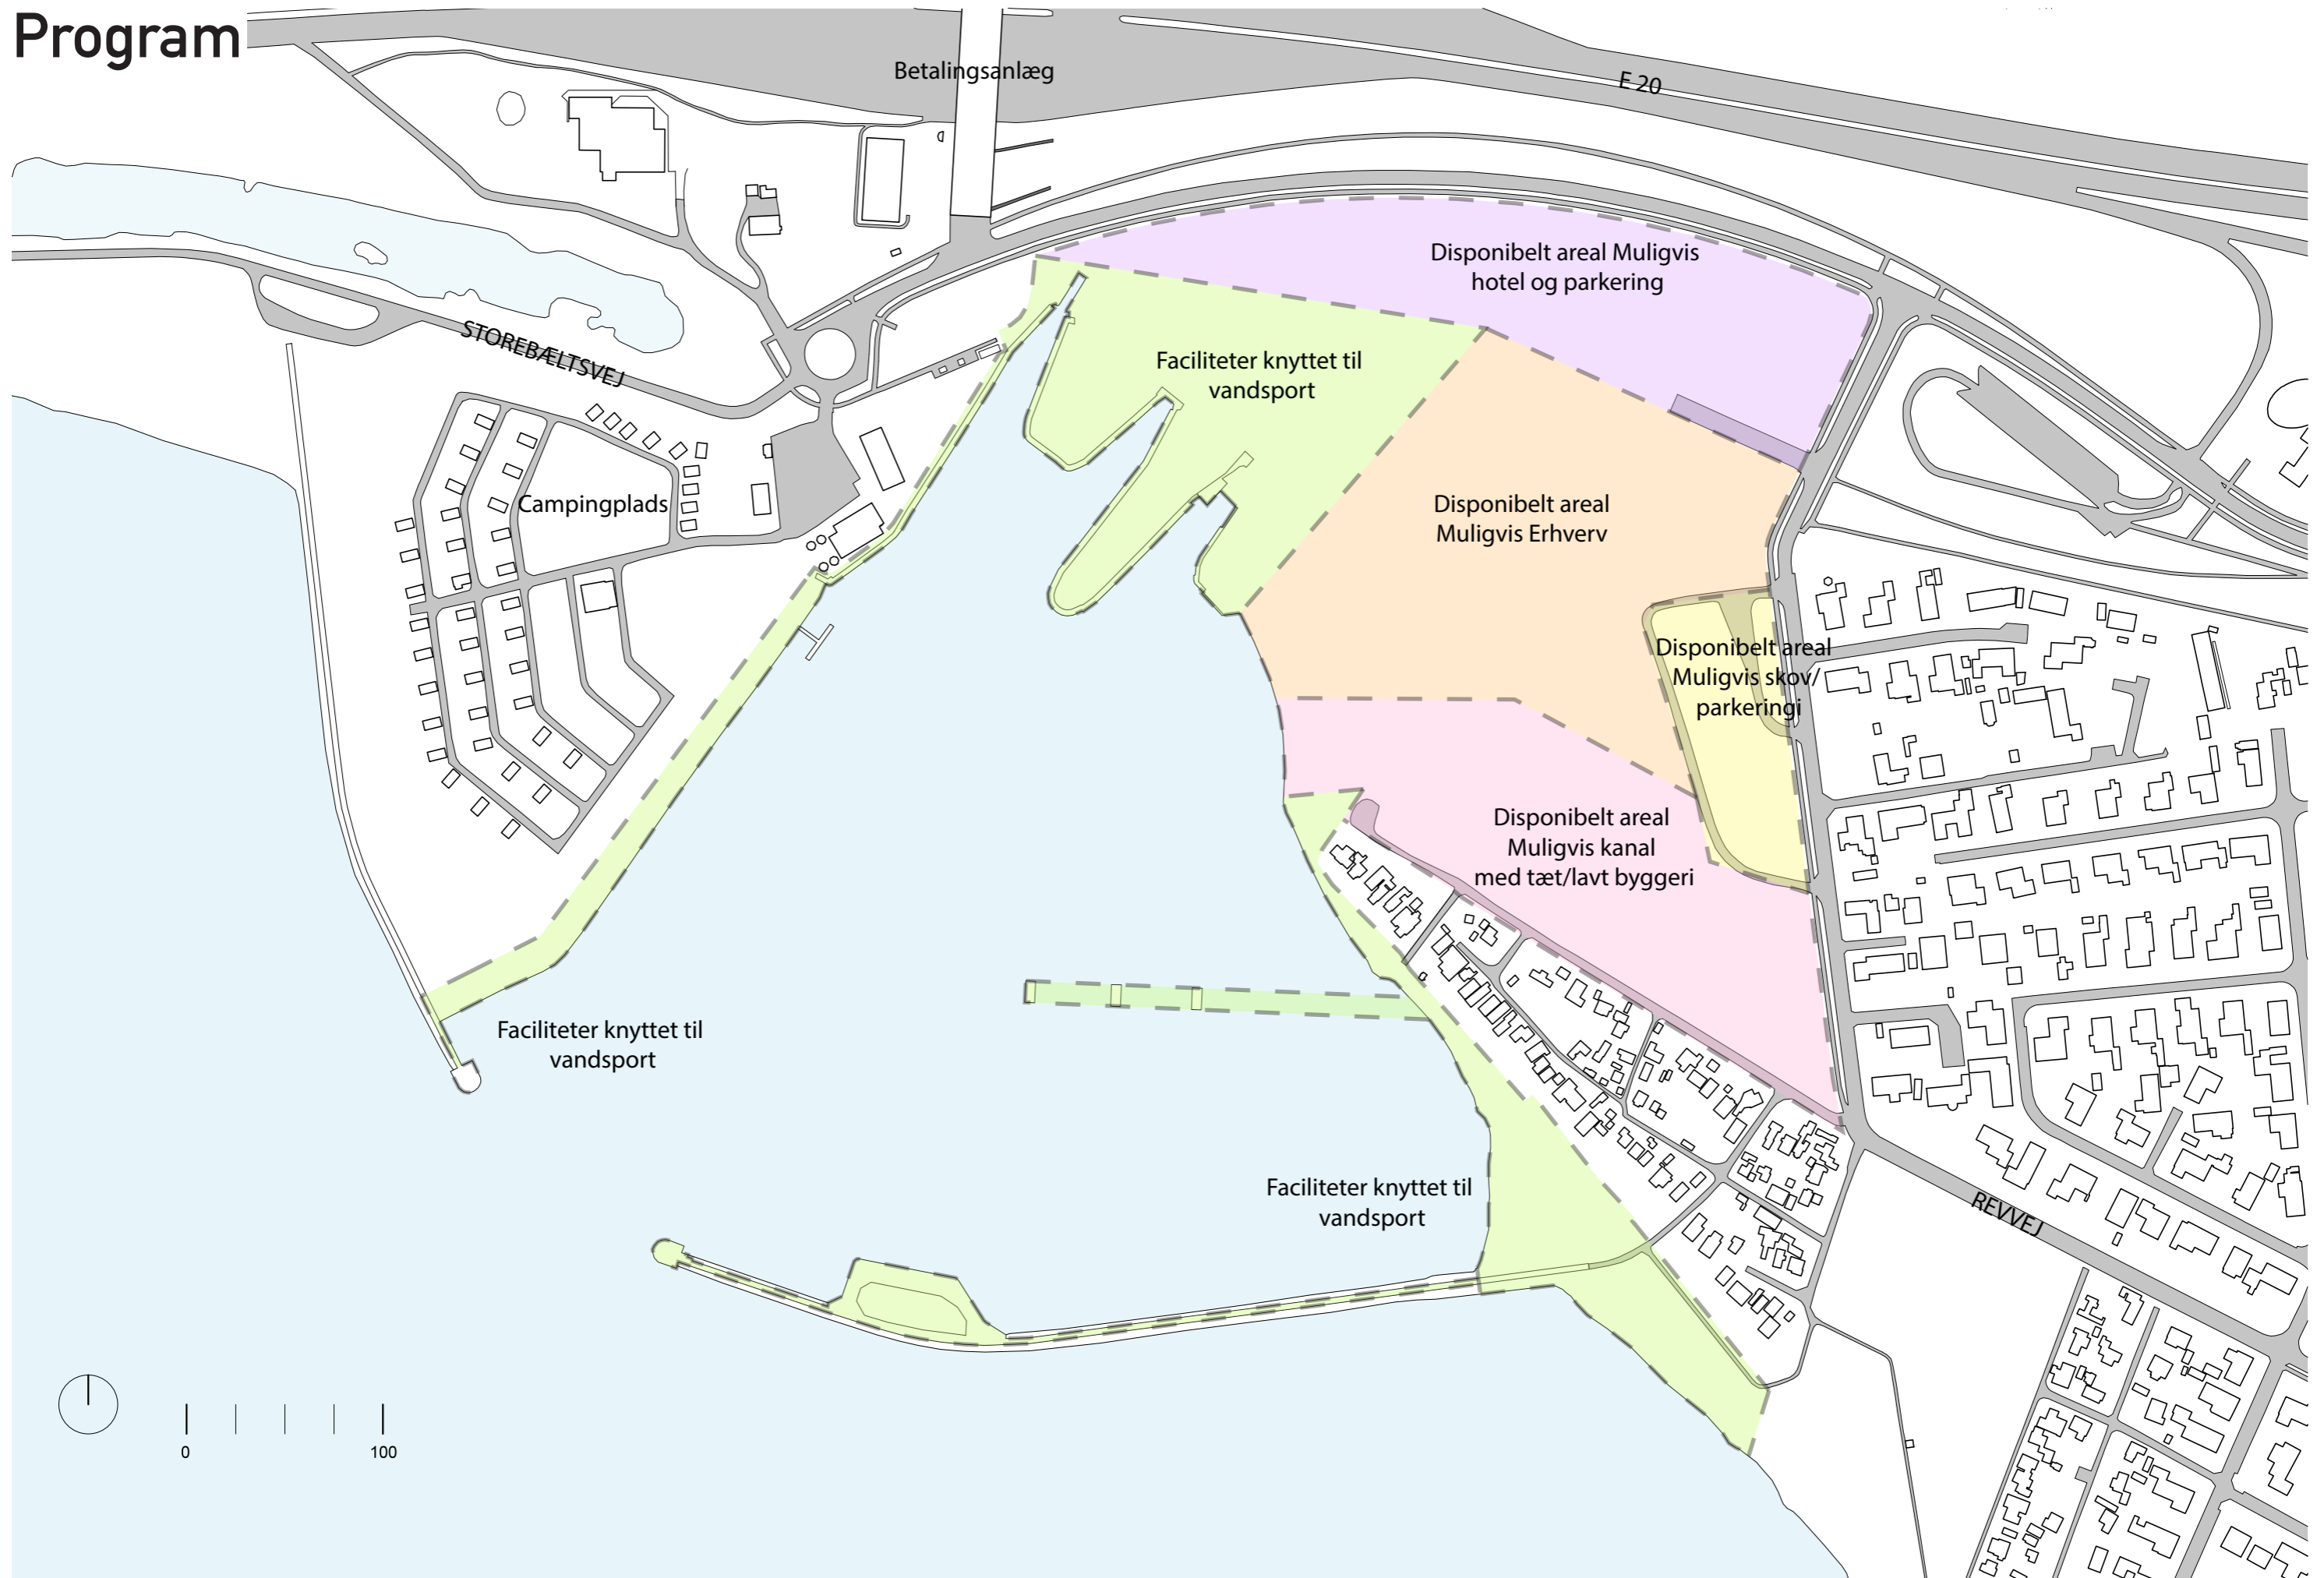 Program
Betalingsanlæg
E 20
Disponibelt areal Muligvis
hotel og parkering
STOREBÆLTSVEJ
Faciliteter knyttet til
vandsport
Campingplads
Disponibelt areal
Muligvis Erhverv
Disponibelt areal
Muligvis skov/
parkeringi
Disponibelt areal
Muligvis kanal
med tæt/lavt byggeri
Faciliteter knyttet til
vandsport
Faciliteter knyttet til
vandsport
REVVEJ
0
100